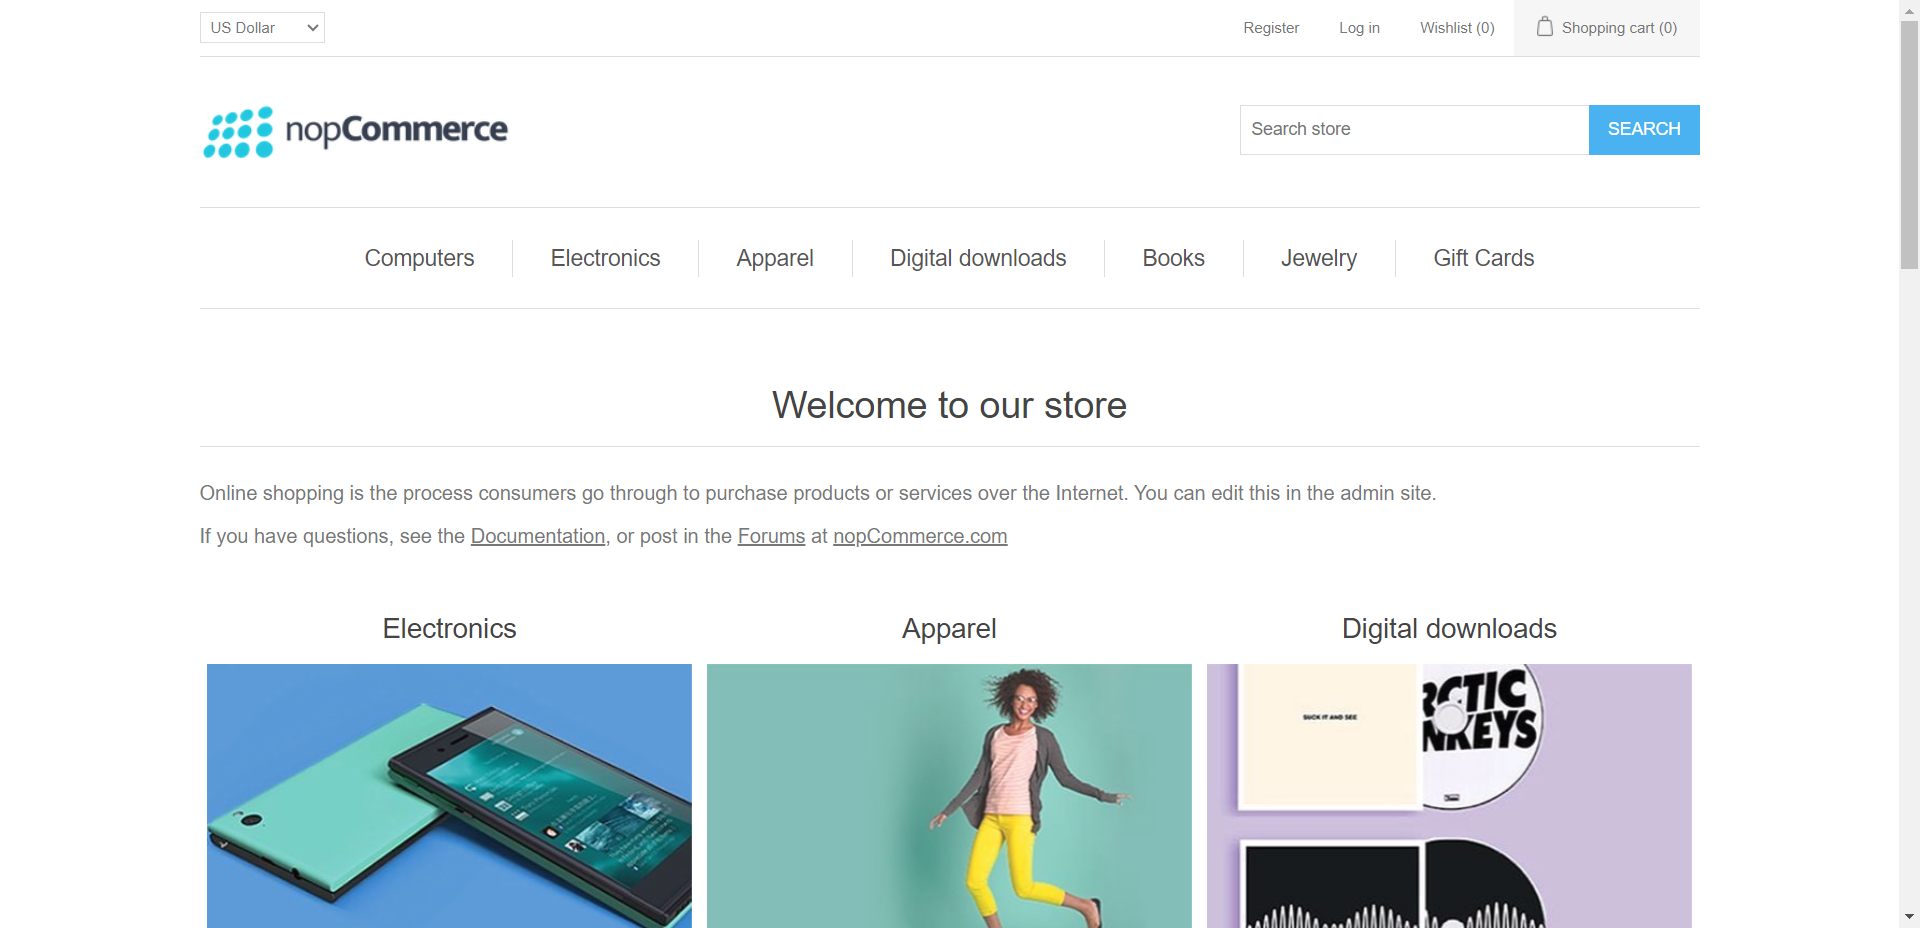 US Dollar
Register
Log in
Wishlist (0)
Shopping cart (0)
nopCommerce
Search store
SEARCH
Computers
Electronics
Apparel
Digital downloads
Books
Jewelry
Gift Cards
Welcome to our store
Online shopping is the process consumers go through to purchase products or services over the Internet. You can edit this in the admin site.
If you have questions, see the Documentation, or post in the Forums at nopCommerce.com
Electronics
Apparel
Digital downloads
SUCK IT AND SEE
RCTIC
NKEYS